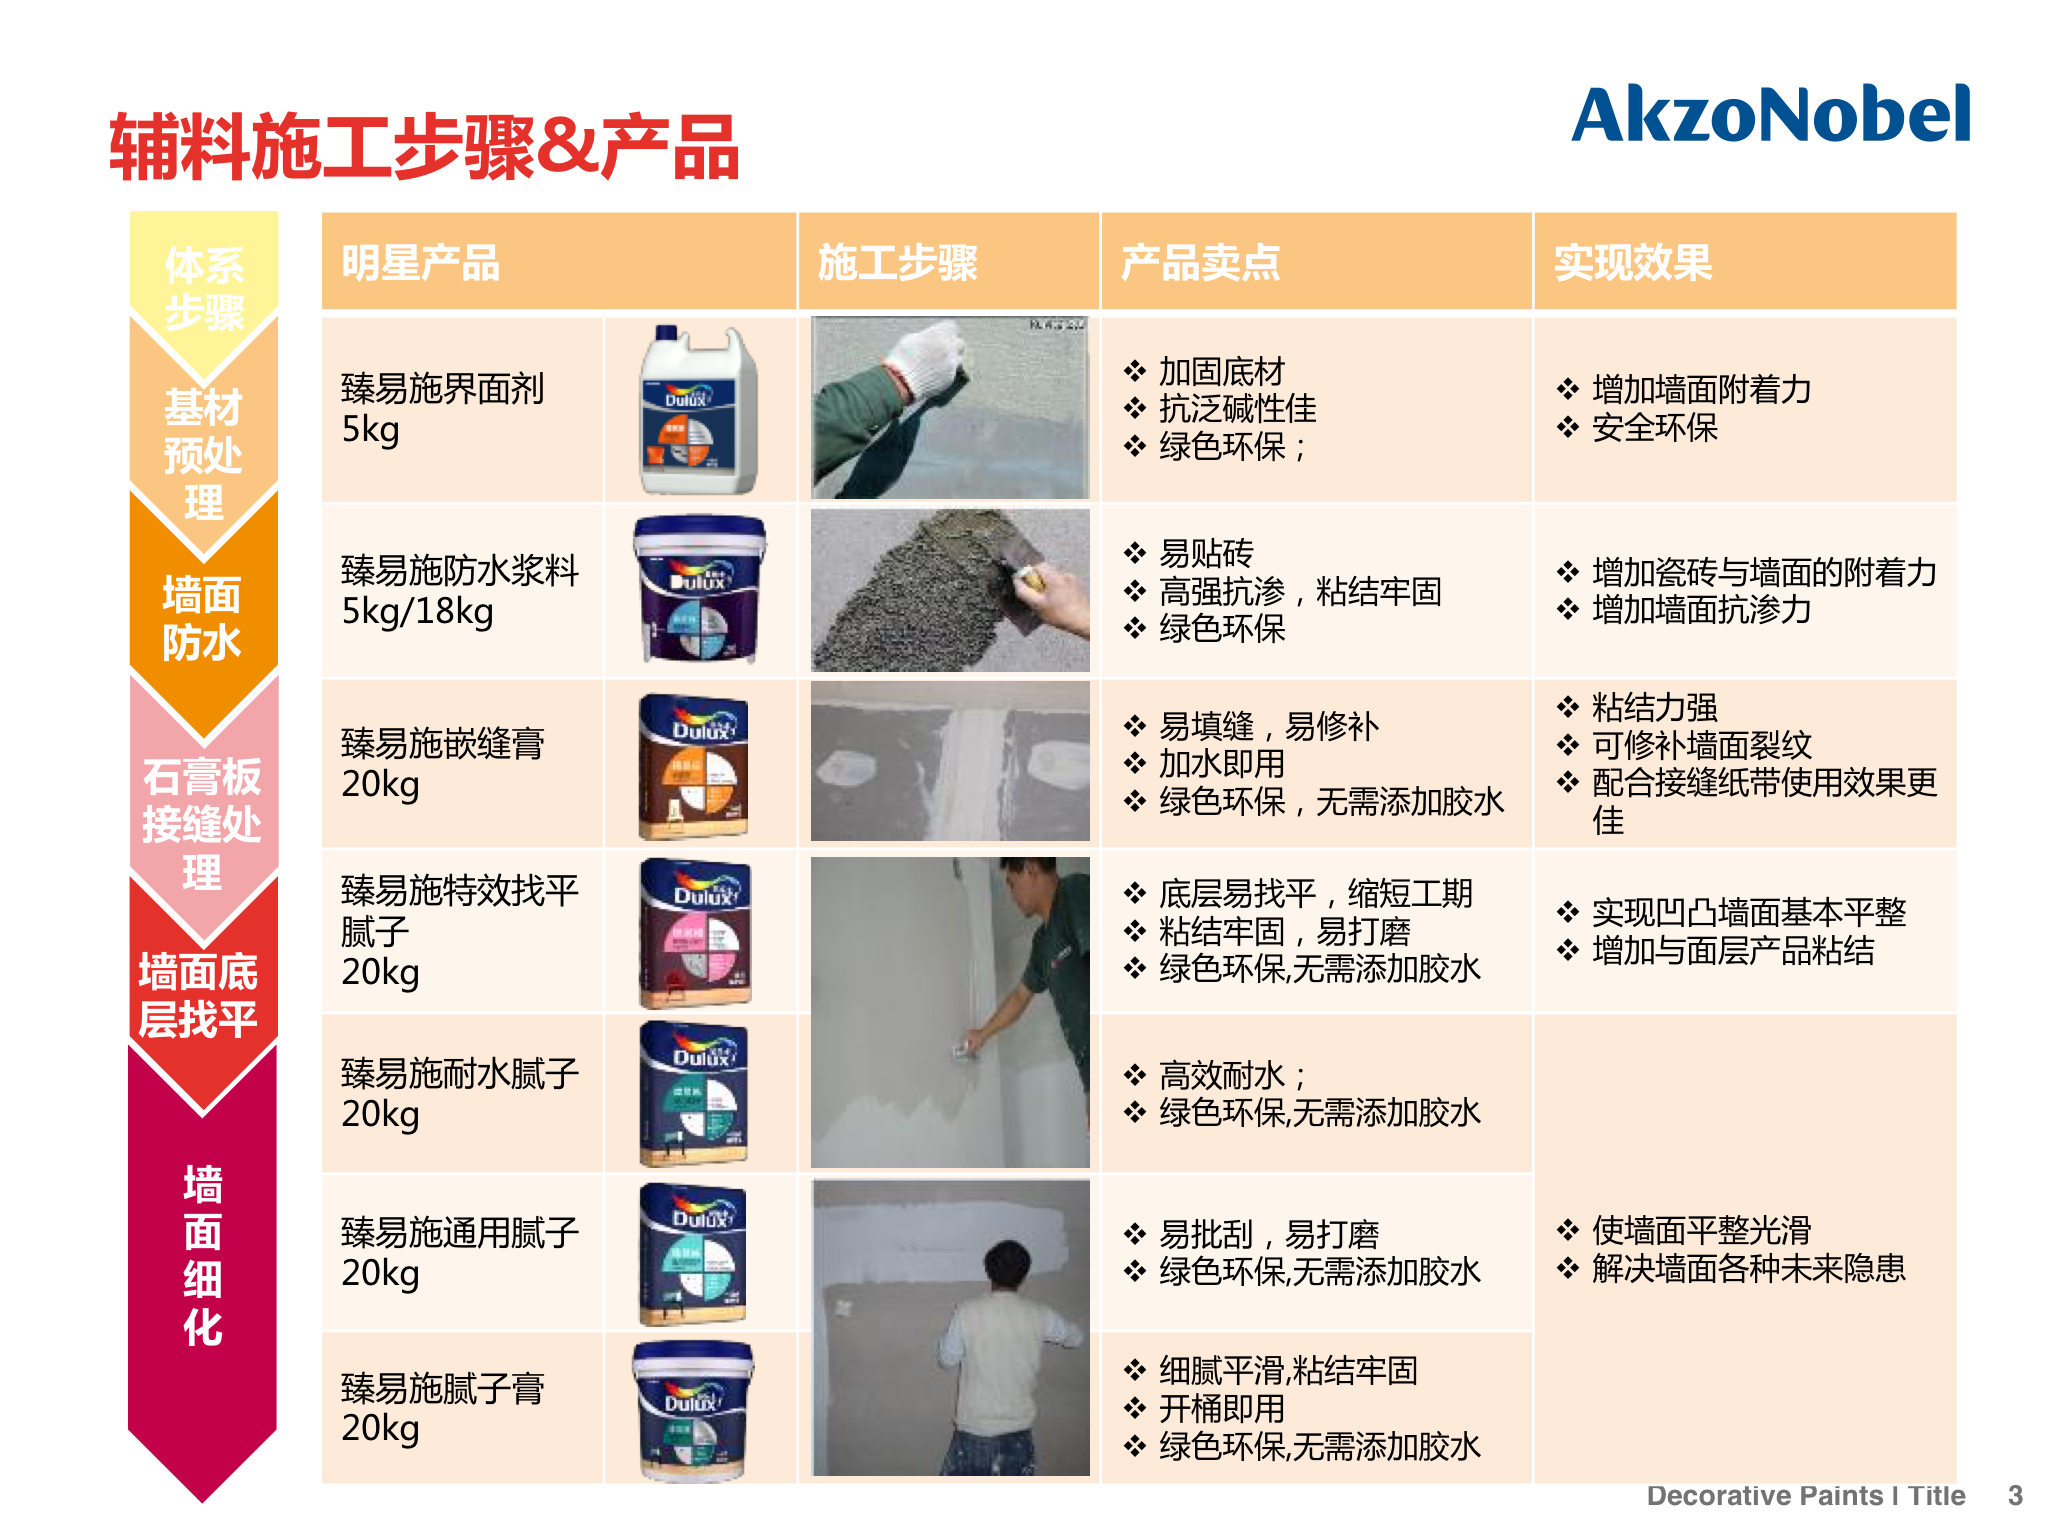 辅料施工步骤&产品
AkzoNobel
体系
步骤
基材
预处
理
墙面
防水
石膏板
接缝处
理
墙面底
层找平
墙
面
细
化
明星产品
施工步骤
产品卖点
实现效果
臻易施界面剂
5kg
Dulux
❖ 加固底材
❖ 抗泛碱性佳
❖ 绿色环保；
❖ 增加墙面附着力
❖ 安全环保
臻易施防水浆料
5kg/18kg
Dulux
❖ 易贴砖
❖ 高强抗渗，粘结牢固
❖ 绿色环保
❖ 增加瓷砖与墙面的附着力
❖ 增加墙面抗渗力
臻易施嵌缝膏
20kg
Dulux
❖ 易填缝，易修补
❖ 加水即用
❖ 绿色环保，无需添加胶水
❖ 粘结力强
❖ 可修补墙面裂纹
❖ 配合接缝纸带使用效果更
佳
臻易施特效找平
腻子
20kg
Dulux
❖ 底层易找平，缩短工期
❖ 粘结牢固，易打磨
❖ 绿色环保,无需添加胶水
❖ 实现凹凸墙面基本平整
❖ 增加与面层产品粘结
臻易施耐水腻子
20kg
Dulux
❖ 高效耐水；
❖ 绿色环保,无需添加胶水
臻易施通用腻子
20kg
Dulux
❖ 易批刮，易打磨
❖ 绿色环保,无需添加胶水
❖ 使墙面平整光滑
❖ 解决墙面各种未来隐患
臻易施腻子膏
20kg
Dulux
❖ 细腻平滑,粘结牢固
❖ 开桶即用
❖ 绿色环保,无需添加胶水
Decorative Paints | Title 3